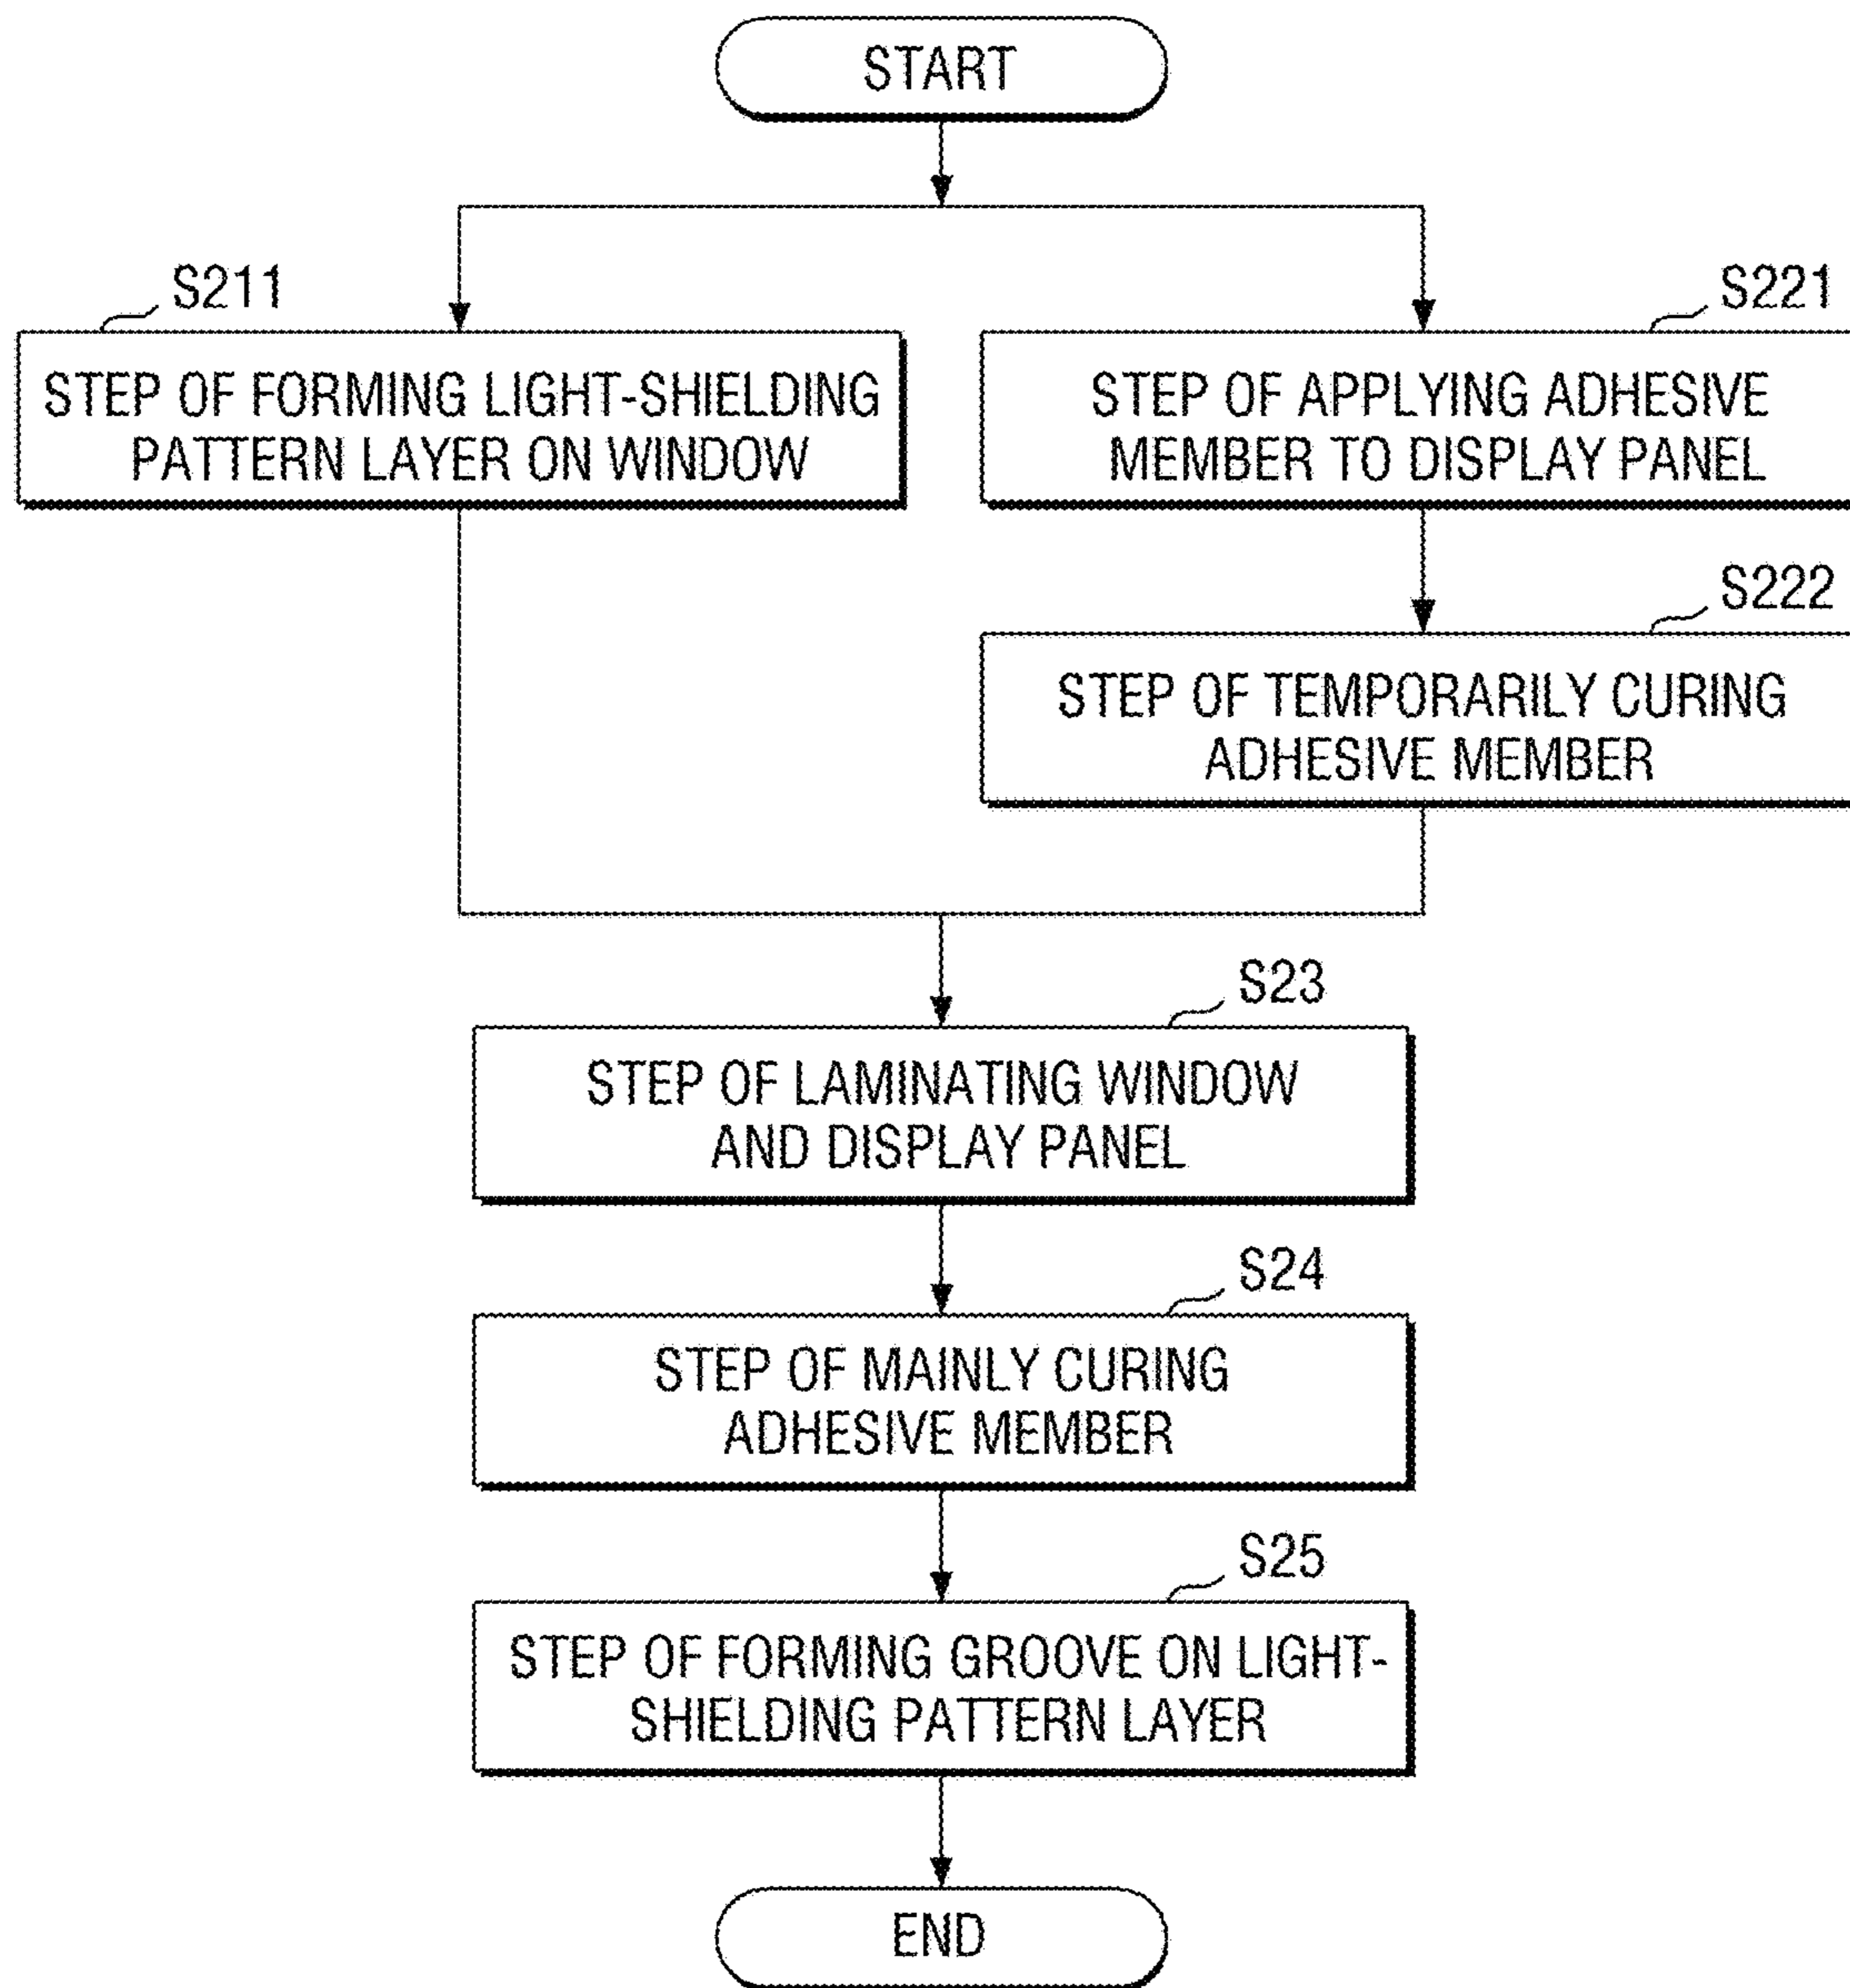 START
S211
STEP OF FORMING LIGHT-SHIELDING
PATTERN LAYER ON WINDOW
S221
STEP OF APPLYING ADHESIVE
MEMBER TO DISPLAY PANEL
S222
STEP OF TEMPORARILY CURING
ADHESIVE MEMBER
S23
STEP OF LAMINATING WINDOW
AND DISPLAY PANEL
S24
STEP OF MAINLY CURING
ADHESIVE MEMBER
S25
STEP OF FORMING GROOVE ON LIGHT-
SHIELDING PATTERN LAYER
END